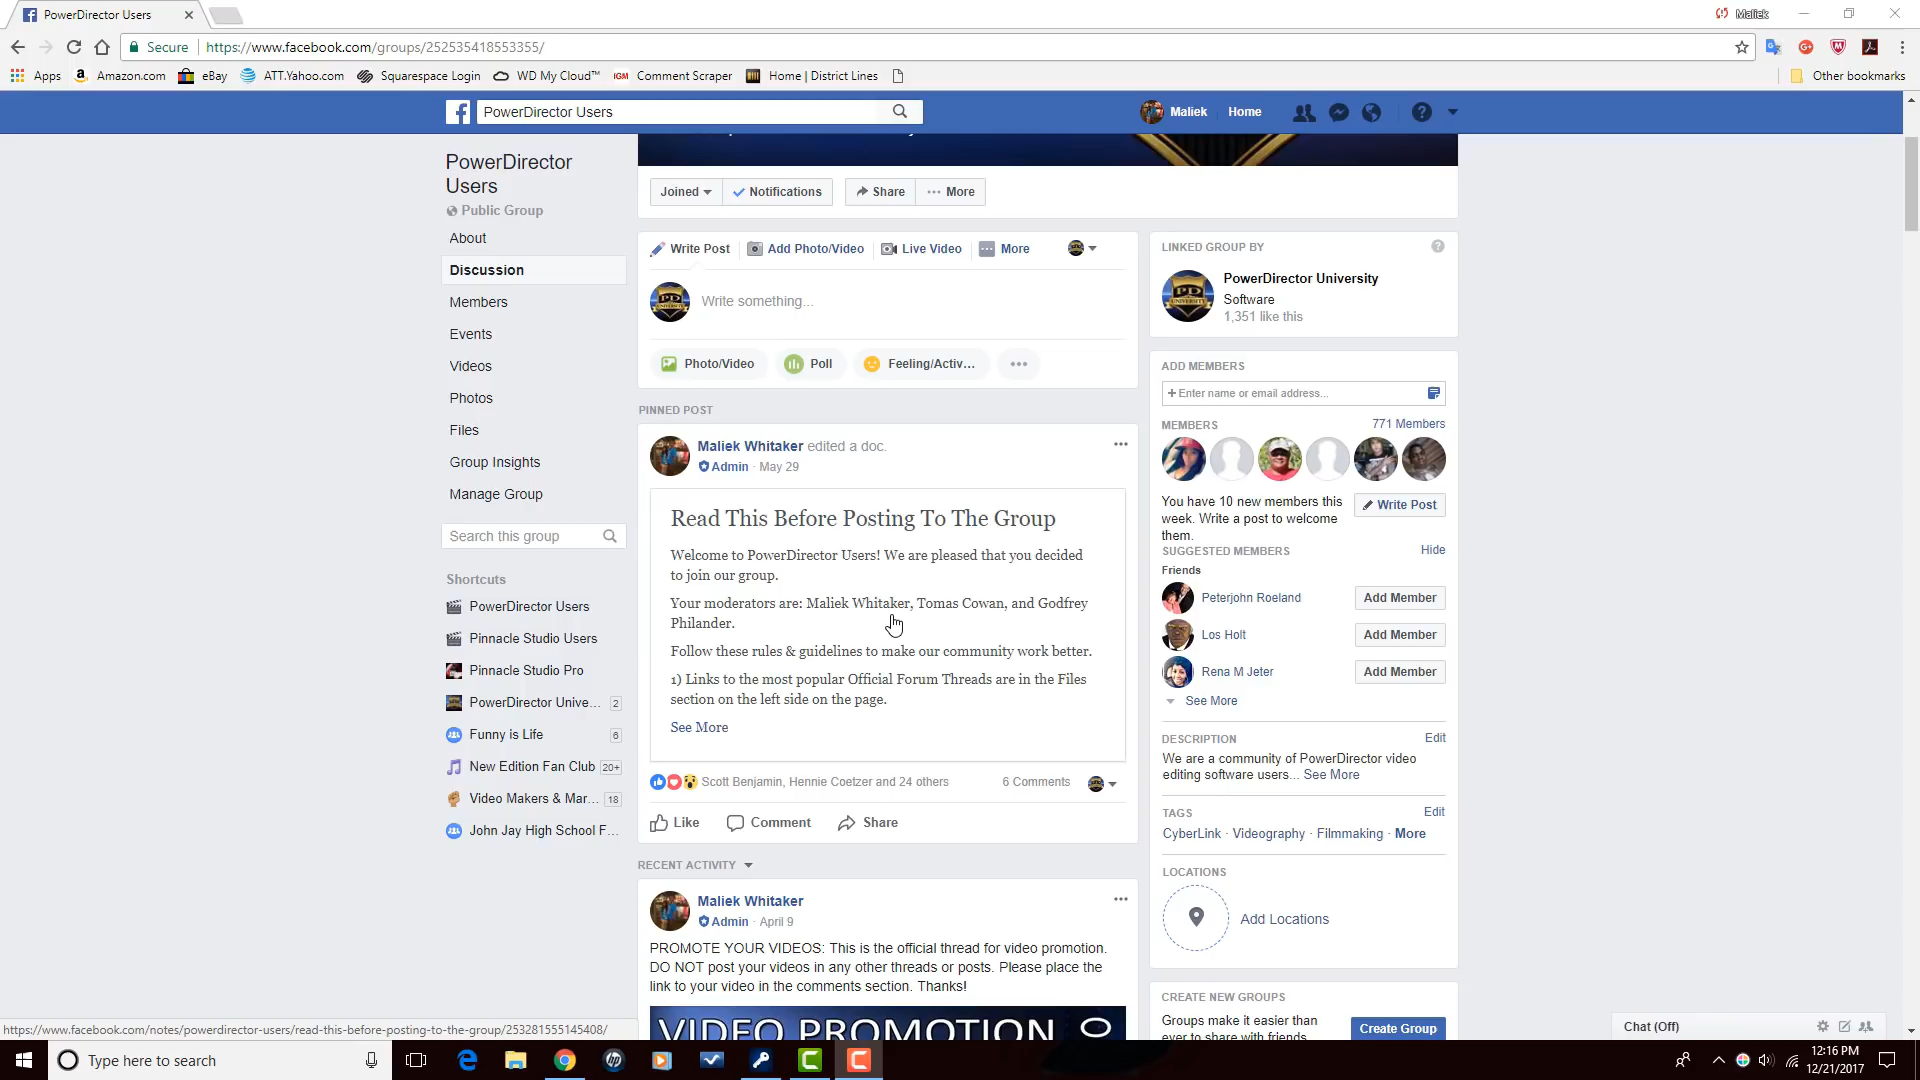 PowerDirector Users
Maliek
Secure
https://www.facebook.com/groups/252535418553355/
Apps
Amazon.com
eBay
ATT.Yahoo.com
Squarespace Login
WD My Cloud™
IGM
Comment Scraper
Home | District Lines
Other bookmarks
PowerDirector Users
Maliek
Home
PowerDirector
Users
Public Group
About
Discussion
Members
Events
Videos
Photos
Files
Group Insights
Manage Group
Search this group
Shortcuts
PowerDirector Users
Pinnacle Studio Users
Pinnacle Studio Pro
PowerDirector Unive... 2
Funny is Life 6
New Edition Fan Club 20+
Video Makers & Mar... 18
John Jay High School F...
Joined
Notifications
Share
More
Write Post
Add Photo/Video
Live Video
More
Write something...
Photo/Video
Poll
Feeling/Activ...
PINNED POST
Maliek Whitaker edited a doc.
Admin · May 29
Read This Before Posting To The Group
Welcome to PowerDirector Users! We are pleased that you decided
to join our group.
Your moderators are: Maliek Whitaker, Tomas Cowan, and Godfrey
Philander.
Follow these rules & guidelines to make our community work better.
1) Links to the most popular Official Forum Threads are in the Files
section on the left side on the page.
See More
Scott Benjamin, Hennie Coetzer and 24 others
6 Comments
Like
Comment
Share
RECENT ACTIVITY
Maliek Whitaker
Admin · April 9
PROMOTE YOUR VIDEOS: This is the official thread for video promotion.
DO NOT post your videos in any other threads or posts. Please place the
link to your video in the comments section. Thanks!
VIDEO PROMOTION
LINKED GROUP BY
PD
UNIVERSITY
PowerDirector University
Software
1,351 like this
ADD MEMBERS
+ Enter name or email address...
MEMBERS
771 Members
You have 10 new members this
week. Write a post to welcome
them.
Write Post
SUGGESTED MEMBERS
Hide
Friends
Peterjohn Roeland
Add Member
Los Holt
Add Member
Rena M Jeter
Add Member
See More
DESCRIPTION
Edit
We are a community of PowerDirector video
editing software users... See More
TAGS
Edit
CyberLink · Videography · Filmmaking · More
LOCATIONS
Add Locations
CREATE NEW GROUPS
Groups make it easier than
ever to share with friends,
Create Group
Chat (Off)
https://www.facebook.com/notes/powerdirector-users/read-this-before-posting-to-the-group/253281555145408/
Type here to search
12:16 PM
12/21/2017